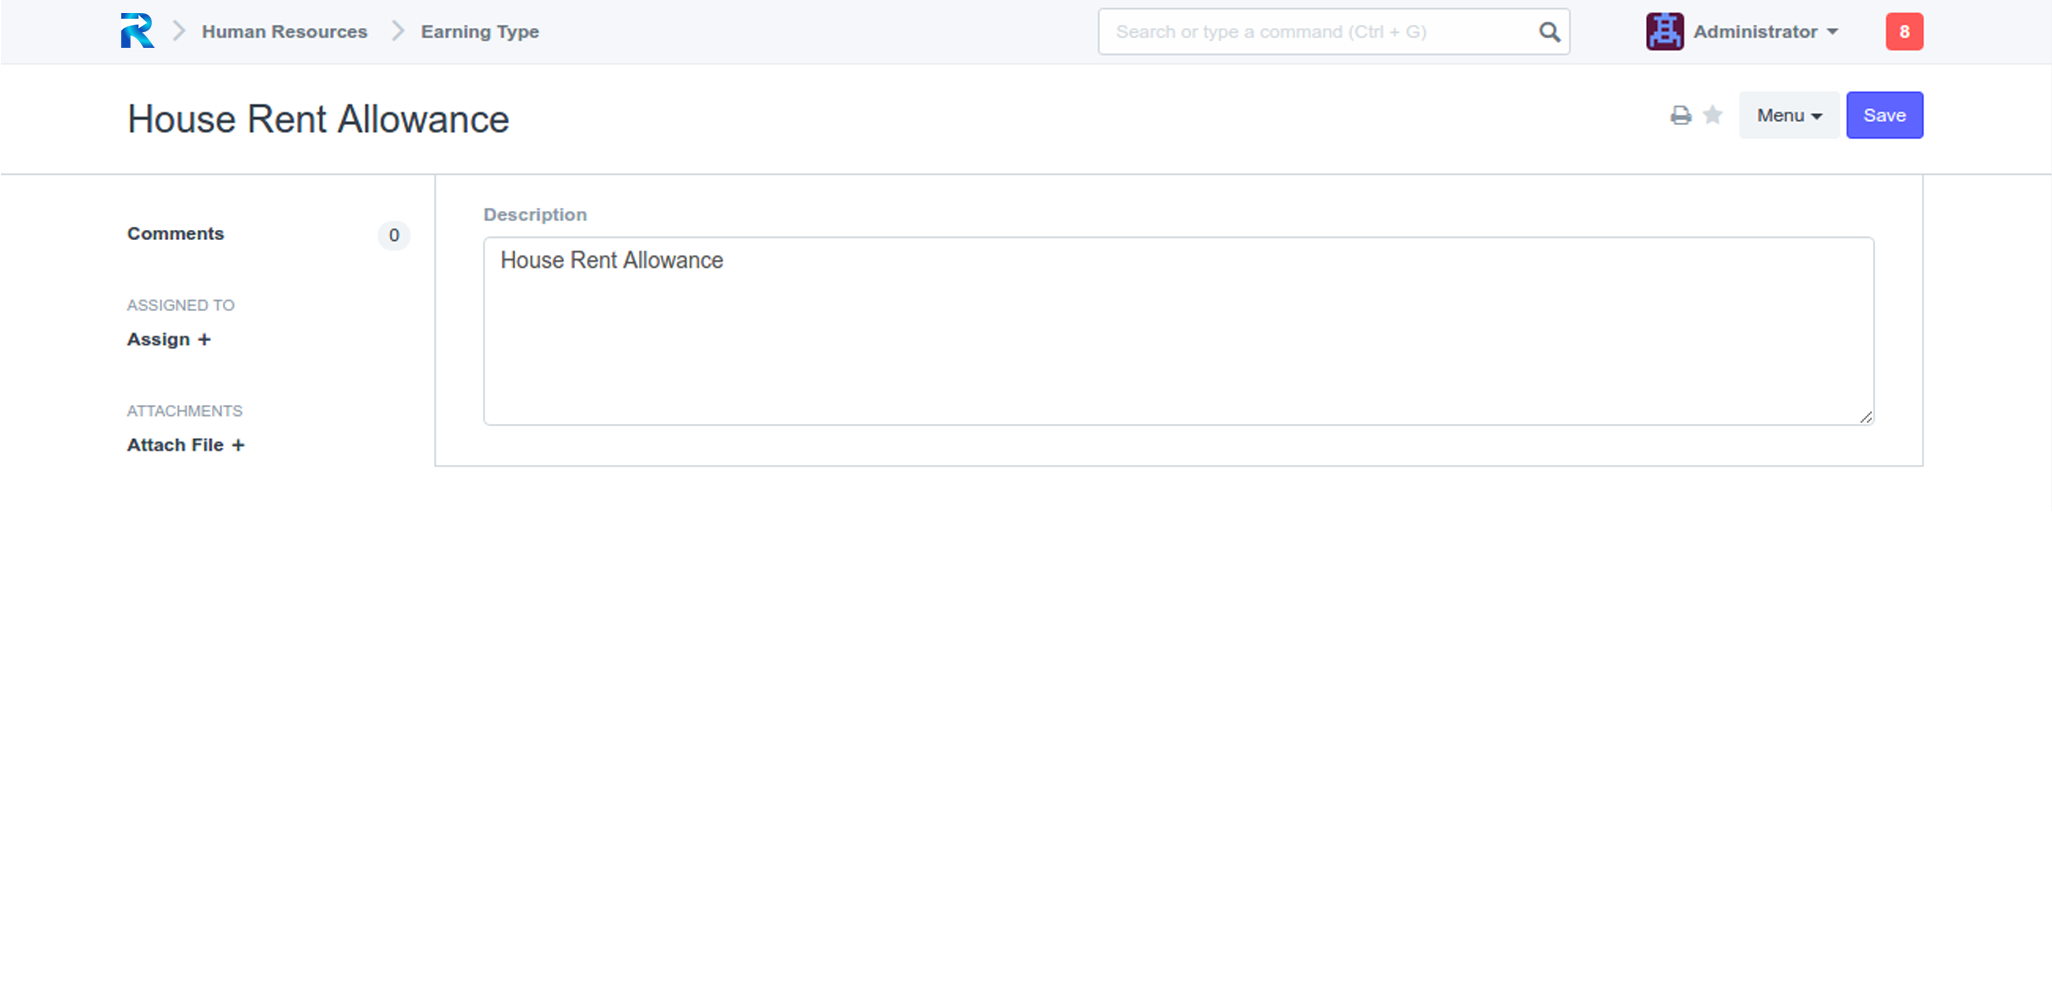 Human Resources
Earning Type
Search or type a command (Ctrl + G)
Administrator
8
House Rent Allowance
Menu
Save
Comments
0
ASSIGNED TO
Assign +
ATTACHMENTS
Attach File +
Description
House Rent Allowance